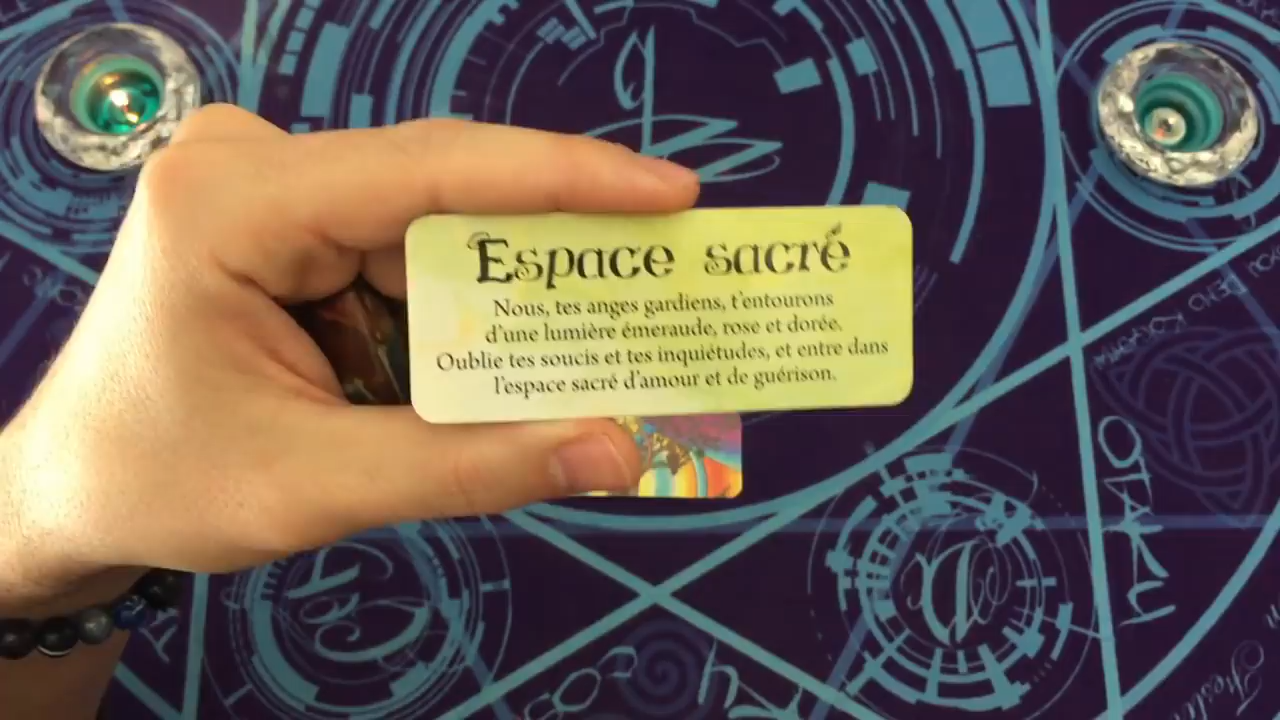 Espace sacré
Nous, tes anges gardiens, t'entourons
d'une lumière émeraude, rose et dorée.
Oublie tes soucis et tes inquiétudes, et entre dans
l'espace sacré d'amour et de guérison.